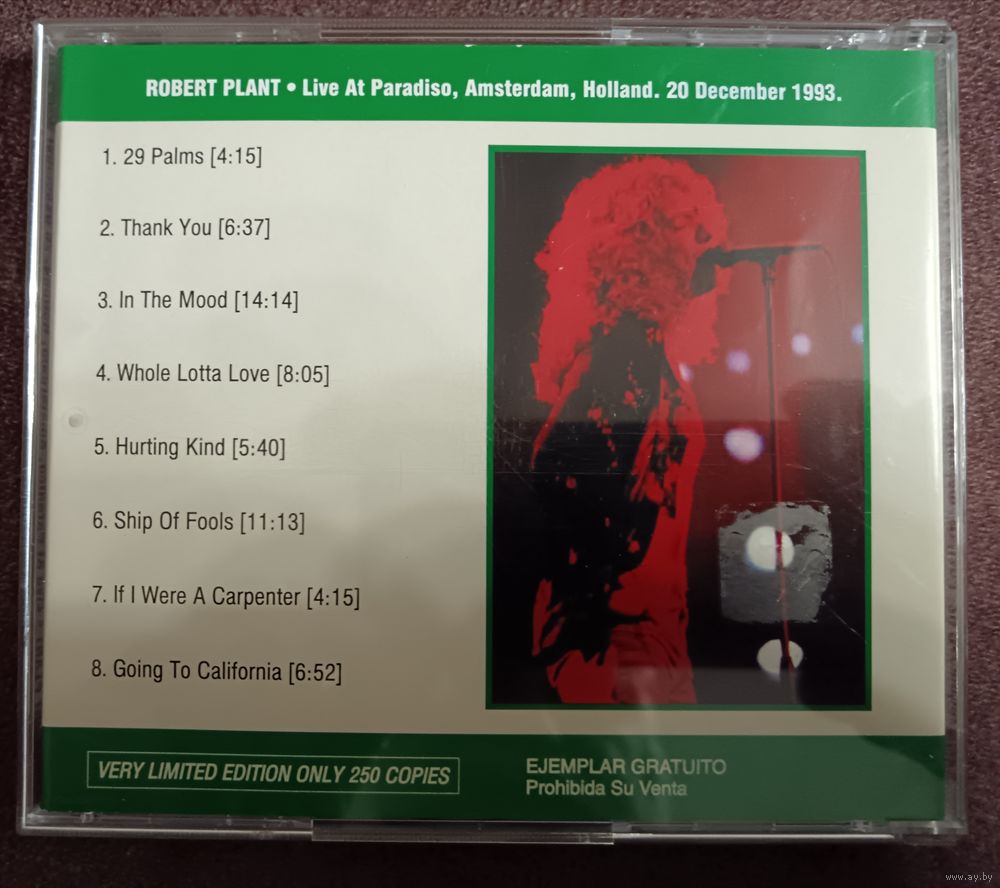 ROBERT PLANT • Live At Paradiso, Amsterdam, Holland. 20 December 1993.
1. 29 Palms [4:15]
2. Thank You [6:37]
3. In The Mood [14:14]
4. Whole Lotta Love [8:05]
5. Hurting Kind [5:40]
6. Ship Of Fools [11:13]
7. If I Were A Carpenter [4:15]
8. Going To California [6:52]
VERY LIMITED EDITION ONLY 250 COPIES
EJEMPLAR GRATUITO
Prohibida Su Venta
www.ay.by